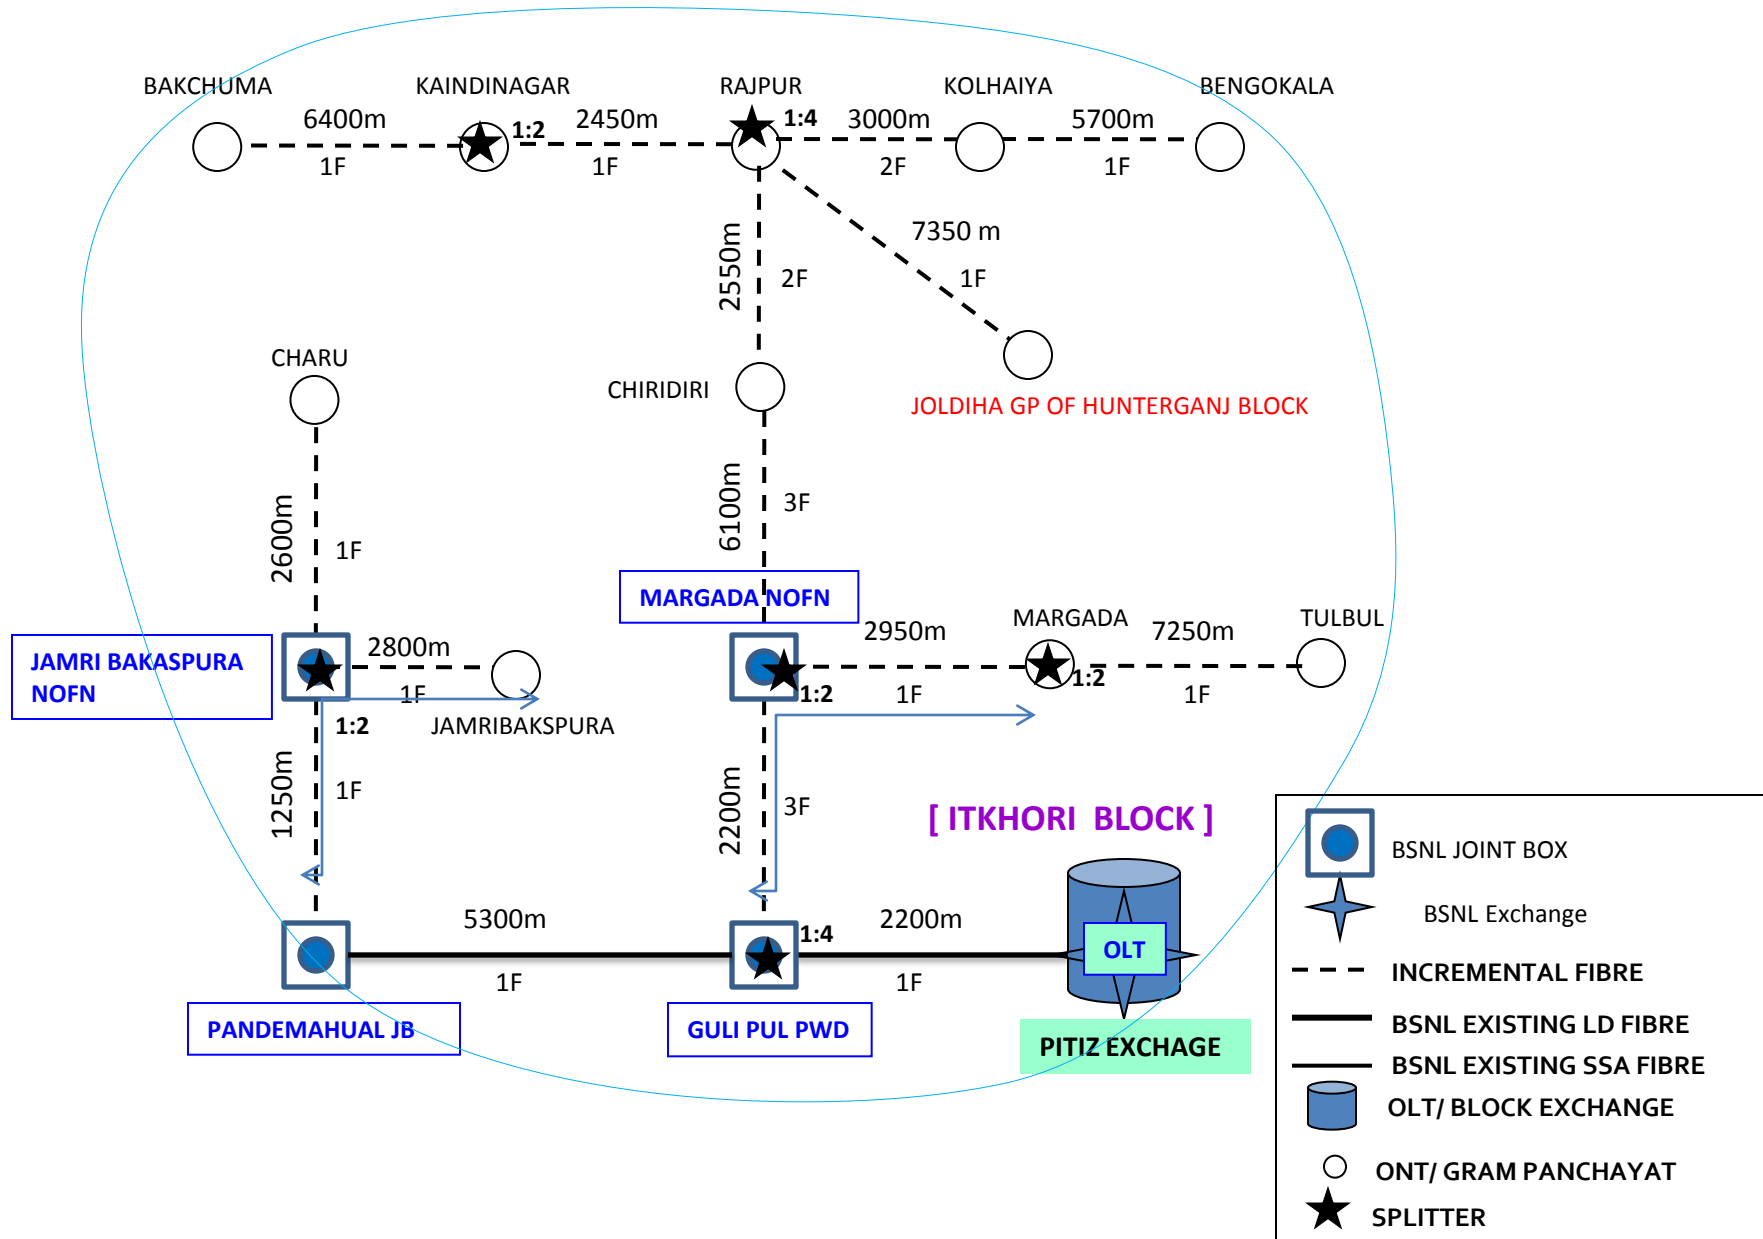 BAKCHUMA
KAINDINAGAR
RAJPUR
KOLHAIYA
BENGOKALA
6400m
1:2
2450m
1:4
3000m
5700m
1F
1F
2F
1F
7350 m
2550m
2F
1F
CHARU
CHIRIDIRI
JOLDIHA GP OF HUNTERGANJ BLOCK
2600m
1F
6100m
3F
MARGADA NOFN
JAMRI BAKASPURA
NOFN
2800m
1F
1:2
JAMRIBAKSPURA
2950m
MARGADA
7250m
TULBUL
1:2
1F
1:2
1F
1250m
1F
2200m
3F
[ ITKHORI BLOCK ]
5300m
1:4
2200m
OLT
1F
1F
PANDEMAHUAL JB
GULI PUL PWD
PITIZ EXCHAGE
BSNL JOINT BOX
BSNL Exchange
INCREMENTAL FIBRE
BSNL EXISTING LD FIBRE
BSNL EXISTING SSA FIBRE
OLT/ BLOCK EXCHANGE
ONT/ GRAM PANCHAYAT
SPLITTER